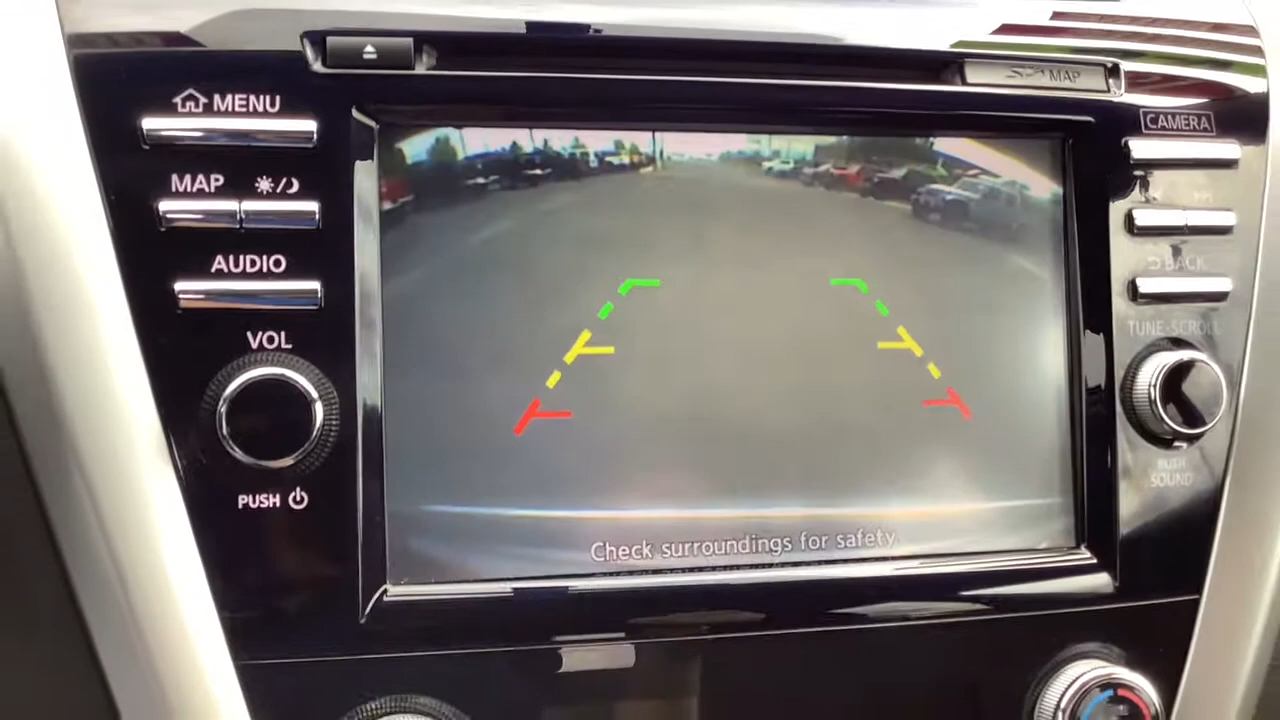 MENU
MAP
CAMERA
MAP
AUDIO
BACK
VOL
TUNE·SCROLL
PUSH
PUSH
SOUND
Check surroundings for safety.